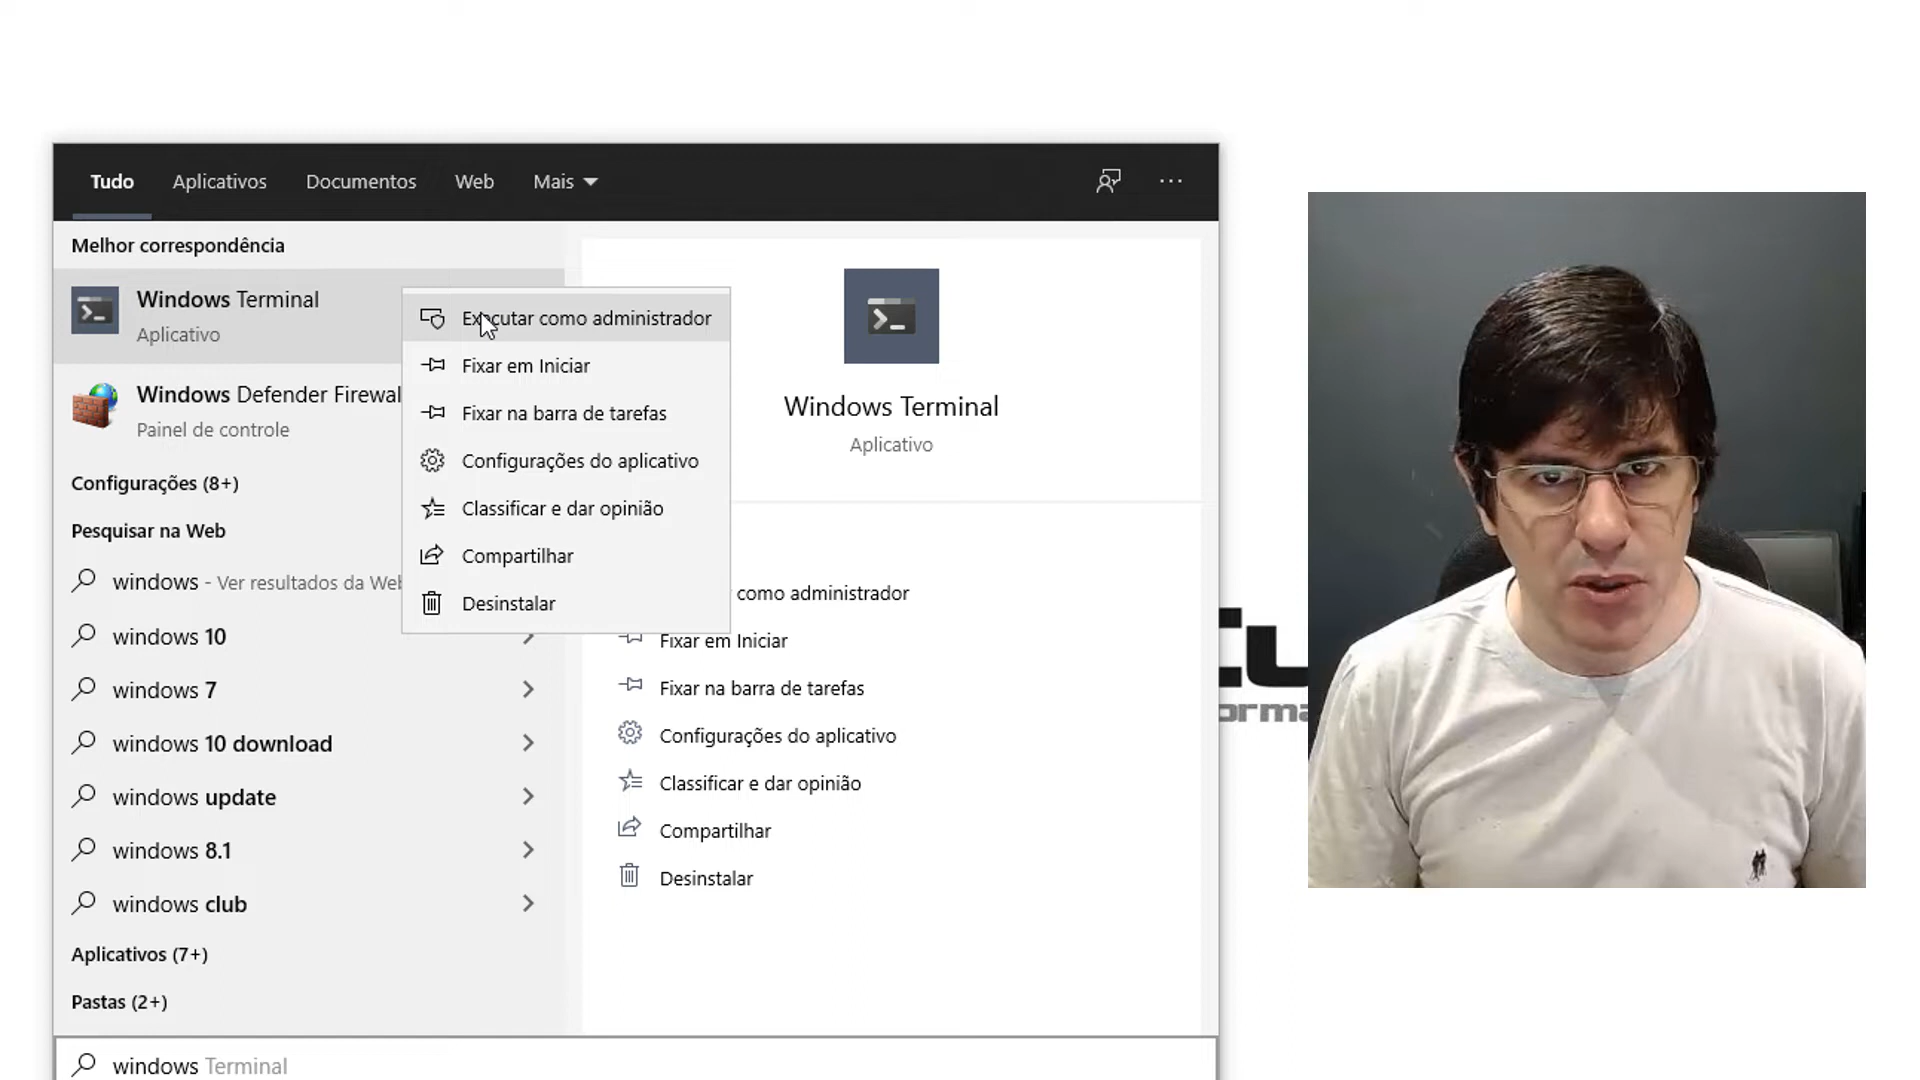 Tudo
Aplicativos
Documentos
Web
Mais
Melhor correspondência
Windows Terminal
Aplicativo
Windows Defender Firewal
Painel de controle
Configurações (8+)
Pesquisar na Web
windows - Ver resultados da Web
windows 10
windows 7
windows 10 download
windows update
windows 8.1
windows club
Aplicativos (7+)
Pastas (2+)
windows Terminal
Executar como administrador
Fixar em Iniciar
Fixar na barra de tarefas
Configurações do aplicativo
Classificar e dar opinião
Compartilhar
Desinstalar
Windows Terminal
Aplicativo
como administrador
Fixar em Iniciar
Fixar na barra de tarefas
Configurações do aplicativo
Classificar e dar opinião
Compartilhar
Desinstalar